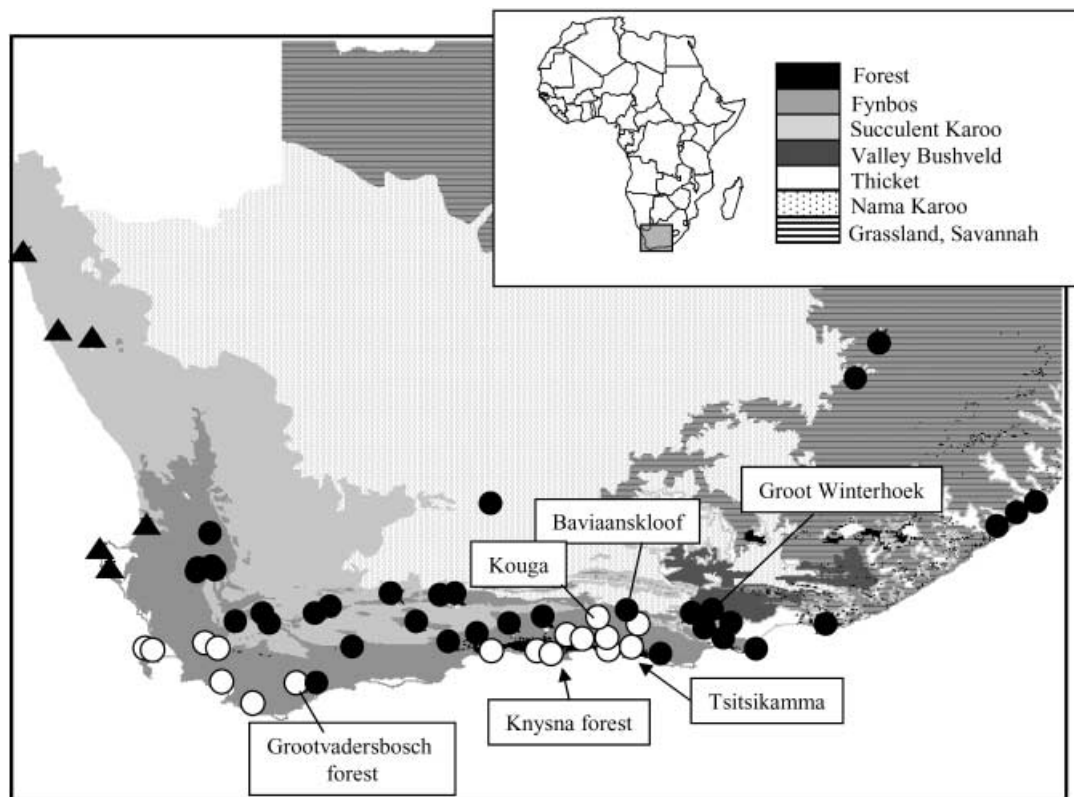 Forest
Fynbos
Succulent Karoo
Valley Bushveld
Thicket
Nama Karoo
Grassland, Savannah
Groot Winterhoek
Baviaanskloof
Kouga
Tsitsikamma
Knysna forest
Grootvadersbosch
forest